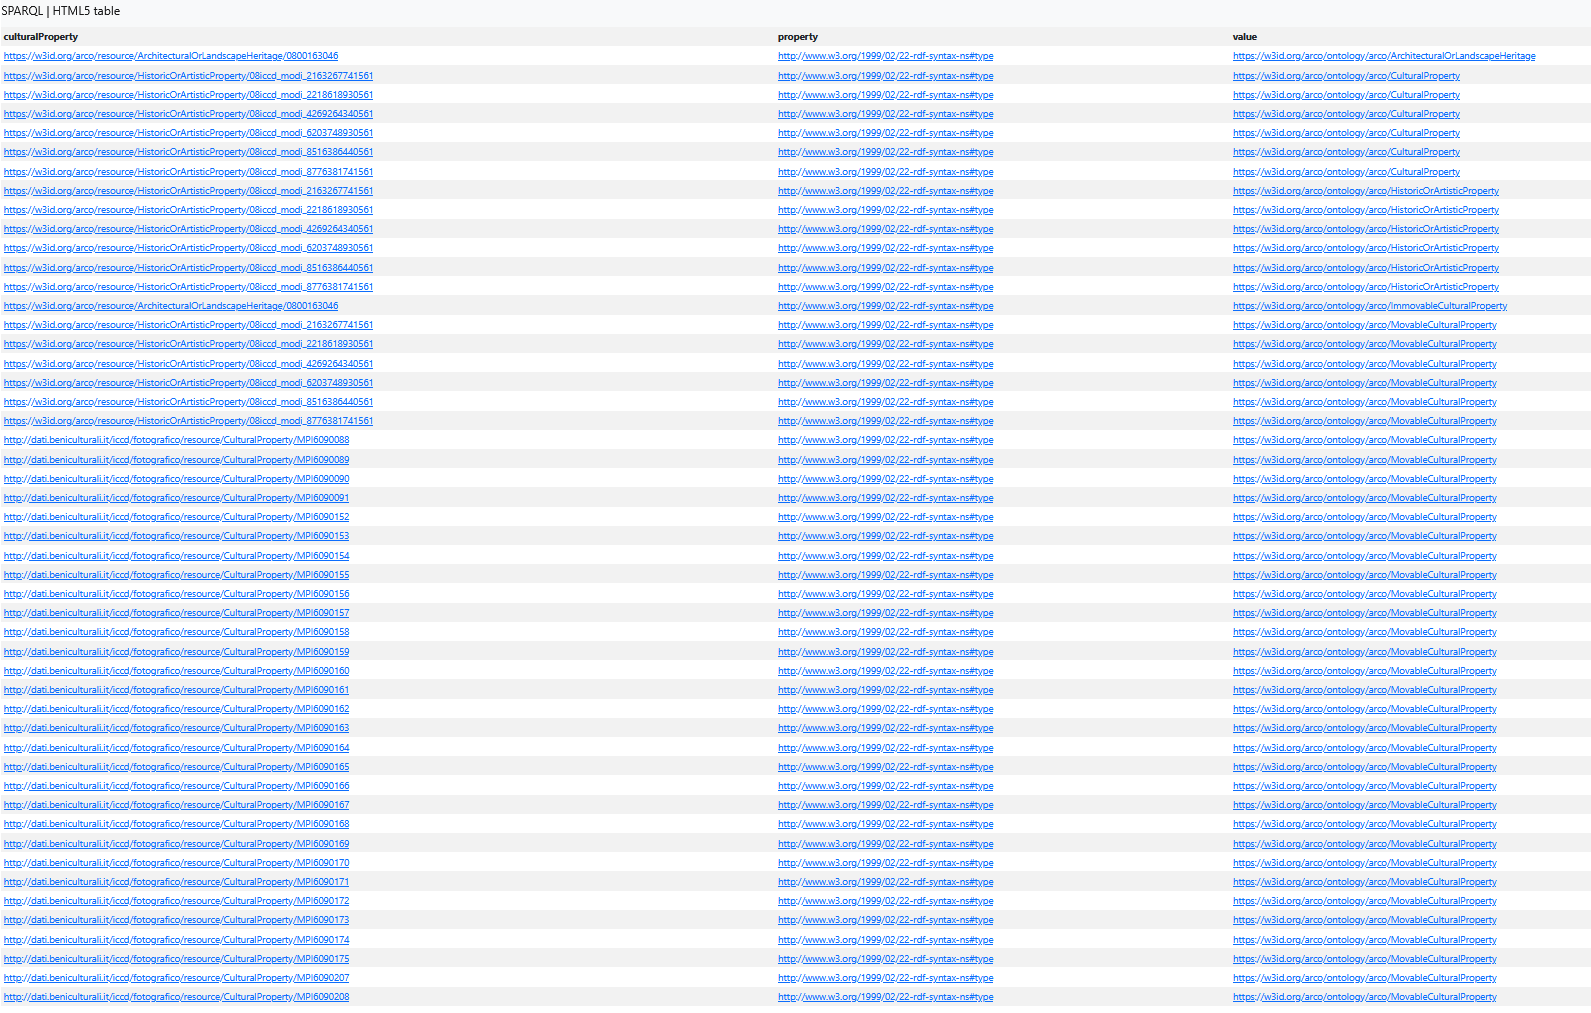 SPARQL | HTML5 table
culturalProperty property value
https://w3id.org/arco/resource/ArchitecturalOrLandscapeHeritage/0800163046 http://www.w3.org/1999/02/22-rdf-syntax-ns#type https://w3id.org/arco/ontology/arco/ArchitecturalOrLandscapeHeritage
https://w3id.org/arco/resource/HistoricOrArtisticProperty/08iccd_modi_2163267741561 http://www.w3.org/1999/02/22-rdf-syntax-ns#type https://w3id.org/arco/ontology/arco/CulturalProperty
https://w3id.org/arco/resource/HistoricOrArtisticProperty/08iccd_modi_2218618930561 http://www.w3.org/1999/02/22-rdf-syntax-ns#type https://w3id.org/arco/ontology/arco/CulturalProperty
https://w3id.org/arco/resource/HistoricOrArtisticProperty/08iccd_modi_4269264340561 http://www.w3.org/1999/02/22-rdf-syntax-ns#type https://w3id.org/arco/ontology/arco/CulturalProperty
https://w3id.org/arco/resource/HistoricOrArtisticProperty/08iccd_modi_6203748930561 http://www.w3.org/1999/02/22-rdf-syntax-ns#type https://w3id.org/arco/ontology/arco/CulturalProperty
https://w3id.org/arco/resource/HistoricOrArtisticProperty/08iccd_modi_8516386440561 http://www.w3.org/1999/02/22-rdf-syntax-ns#type https://w3id.org/arco/ontology/arco/CulturalProperty
https://w3id.org/arco/resource/HistoricOrArtisticProperty/08iccd_modi_8776381741561 http://www.w3.org/1999/02/22-rdf-syntax-ns#type https://w3id.org/arco/ontology/arco/CulturalProperty
https://w3id.org/arco/resource/HistoricOrArtisticProperty/08iccd_modi_2163267741561 http://www.w3.org/1999/02/22-rdf-syntax-ns#type https://w3id.org/arco/ontology/arco/HistoricOrArtisticProperty
https://w3id.org/arco/resource/HistoricOrArtisticProperty/08iccd_modi_2218618930561 http://www.w3.org/1999/02/22-rdf-syntax-ns#type https://w3id.org/arco/ontology/arco/HistoricOrArtisticProperty
https://w3id.org/arco/resource/HistoricOrArtisticProperty/08iccd_modi_4269264340561 http://www.w3.org/1999/02/22-rdf-syntax-ns#type https://w3id.org/arco/ontology/arco/HistoricOrArtisticProperty
https://w3id.org/arco/resource/HistoricOrArtisticProperty/08iccd_modi_6203748930561 http://www.w3.org/1999/02/22-rdf-syntax-ns#type https://w3id.org/arco/ontology/arco/HistoricOrArtisticProperty
https://w3id.org/arco/resource/HistoricOrArtisticProperty/08iccd_modi_8516386440561 http://www.w3.org/1999/02/22-rdf-syntax-ns#type https://w3id.org/arco/ontology/arco/HistoricOrArtisticProperty
https://w3id.org/arco/resource/HistoricOrArtisticProperty/08iccd_modi_8776381741561 http://www.w3.org/1999/02/22-rdf-syntax-ns#type https://w3id.org/arco/ontology/arco/HistoricOrArtisticProperty
https://w3id.org/arco/resource/ArchitecturalOrLandscapeHeritage/0800163046 http://www.w3.org/1999/02/22-rdf-syntax-ns#type https://w3id.org/arco/ontology/arco/ImmovableCulturalProperty
https://w3id.org/arco/resource/HistoricOrArtisticProperty/08iccd_modi_2163267741561 http://www.w3.org/1999/02/22-rdf-syntax-ns#type https://w3id.org/arco/ontology/arco/MovableCulturalProperty
https://w3id.org/arco/resource/HistoricOrArtisticProperty/08iccd_modi_2218618930561 http://www.w3.org/1999/02/22-rdf-syntax-ns#type https://w3id.org/arco/ontology/arco/MovableCulturalProperty
https://w3id.org/arco/resource/HistoricOrArtisticProperty/08iccd_modi_4269264340561 http://www.w3.org/1999/02/22-rdf-syntax-ns#type https://w3id.org/arco/ontology/arco/MovableCulturalProperty
https://w3id.org/arco/resource/HistoricOrArtisticProperty/08iccd_modi_6203748930561 http://www.w3.org/1999/02/22-rdf-syntax-ns#type https://w3id.org/arco/ontology/arco/MovableCulturalProperty
https://w3id.org/arco/resource/HistoricOrArtisticProperty/08iccd_modi_8516386440561 http://www.w3.org/1999/02/22-rdf-syntax-ns#type https://w3id.org/arco/ontology/arco/MovableCulturalProperty
https://w3id.org/arco/resource/HistoricOrArtisticProperty/08iccd_modi_8776381741561 http://www.w3.org/1999/02/22-rdf-syntax-ns#type https://w3id.org/arco/ontology/arco/MovableCulturalProperty
http://dati.beniculturali.it/iccd/fotografico/resource/CulturalProperty/MPI6090088 http://www.w3.org/1999/02/22-rdf-syntax-ns#type https://w3id.org/arco/ontology/arco/MovableCulturalProperty
http://dati.beniculturali.it/iccd/fotografico/resource/CulturalProperty/MPI6090089 http://www.w3.org/1999/02/22-rdf-syntax-ns#type https://w3id.org/arco/ontology/arco/MovableCulturalProperty
http://dati.beniculturali.it/iccd/fotografico/resource/CulturalProperty/MPI6090090 http://www.w3.org/1999/02/22-rdf-syntax-ns#type https://w3id.org/arco/ontology/arco/MovableCulturalProperty
http://dati.beniculturali.it/iccd/fotografico/resource/CulturalProperty/MPI6090091 http://www.w3.org/1999/02/22-rdf-syntax-ns#type https://w3id.org/arco/ontology/arco/MovableCulturalProperty
http://dati.beniculturali.it/iccd/fotografico/resource/CulturalProperty/MPI6090152 http://www.w3.org/1999/02/22-rdf-syntax-ns#type https://w3id.org/arco/ontology/arco/MovableCulturalProperty
http://dati.beniculturali.it/iccd/fotografico/resource/CulturalProperty/MPI6090153 http://www.w3.org/1999/02/22-rdf-syntax-ns#type https://w3id.org/arco/ontology/arco/MovableCulturalProperty
http://dati.beniculturali.it/iccd/fotografico/resource/CulturalProperty/MPI6090154 http://www.w3.org/1999/02/22-rdf-syntax-ns#type https://w3id.org/arco/ontology/arco/MovableCulturalProperty
http://dati.beniculturali.it/iccd/fotografico/resource/CulturalProperty/MPI6090155 http://www.w3.org/1999/02/22-rdf-syntax-ns#type https://w3id.org/arco/ontology/arco/MovableCulturalProperty
http://dati.beniculturali.it/iccd/fotografico/resource/CulturalProperty/MPI6090156 http://www.w3.org/1999/02/22-rdf-syntax-ns#type https://w3id.org/arco/ontology/arco/MovableCulturalProperty
http://dati.beniculturali.it/iccd/fotografico/resource/CulturalProperty/MPI6090157 http://www.w3.org/1999/02/22-rdf-syntax-ns#type https://w3id.org/arco/ontology/arco/MovableCulturalProperty
http://dati.beniculturali.it/iccd/fotografico/resource/CulturalProperty/MPI6090158 http://www.w3.org/1999/02/22-rdf-syntax-ns#type https://w3id.org/arco/ontology/arco/MovableCulturalProperty
http://dati.beniculturali.it/iccd/fotografico/resource/CulturalProperty/MPI6090159 http://www.w3.org/1999/02/22-rdf-syntax-ns#type https://w3id.org/arco/ontology/arco/MovableCulturalProperty
http://dati.beniculturali.it/iccd/fotografico/resource/CulturalProperty/MPI6090160 http://www.w3.org/1999/02/22-rdf-syntax-ns#type https://w3id.org/arco/ontology/arco/MovableCulturalProperty
http://dati.beniculturali.it/iccd/fotografico/resource/CulturalProperty/MPI6090161 http://www.w3.org/1999/02/22-rdf-syntax-ns#type https://w3id.org/arco/ontology/arco/MovableCulturalProperty
http://dati.beniculturali.it/iccd/fotografico/resource/CulturalProperty/MPI6090162 http://www.w3.org/1999/02/22-rdf-syntax-ns#type https://w3id.org/arco/ontology/arco/MovableCulturalProperty
http://dati.beniculturali.it/iccd/fotografico/resource/CulturalProperty/MPI6090163 http://www.w3.org/1999/02/22-rdf-syntax-ns#type https://w3id.org/arco/ontology/arco/MovableCulturalProperty
http://dati.beniculturali.it/iccd/fotografico/resource/CulturalProperty/MPI6090164 http://www.w3.org/1999/02/22-rdf-syntax-ns#type https://w3id.org/arco/ontology/arco/MovableCulturalProperty
http://dati.beniculturali.it/iccd/fotografico/resource/CulturalProperty/MPI6090165 http://www.w3.org/1999/02/22-rdf-syntax-ns#type https://w3id.org/arco/ontology/arco/MovableCulturalProperty
http://dati.beniculturali.it/iccd/fotografico/resource/CulturalProperty/MPI6090166 http://www.w3.org/1999/02/22-rdf-syntax-ns#type https://w3id.org/arco/ontology/arco/MovableCulturalProperty
http://dati.beniculturali.it/iccd/fotografico/resource/CulturalProperty/MPI6090167 http://www.w3.org/1999/02/22-rdf-syntax-ns#type https://w3id.org/arco/ontology/arco/MovableCulturalProperty
http://dati.beniculturali.it/iccd/fotografico/resource/CulturalProperty/MPI6090168 http://www.w3.org/1999/02/22-rdf-syntax-ns#type https://w3id.org/arco/ontology/arco/MovableCulturalProperty
http://dati.beniculturali.it/iccd/fotografico/resource/CulturalProperty/MPI6090169 http://www.w3.org/1999/02/22-rdf-syntax-ns#type https://w3id.org/arco/ontology/arco/MovableCulturalProperty
http://dati.beniculturali.it/iccd/fotografico/resource/CulturalProperty/MPI6090170 http://www.w3.org/1999/02/22-rdf-syntax-ns#type https://w3id.org/arco/ontology/arco/MovableCulturalProperty
http://dati.beniculturali.it/iccd/fotografico/resource/CulturalProperty/MPI6090171 http://www.w3.org/1999/02/22-rdf-syntax-ns#type https://w3id.org/arco/ontology/arco/MovableCulturalProperty
http://dati.beniculturali.it/iccd/fotografico/resource/CulturalProperty/MPI6090172 http://www.w3.org/1999/02/22-rdf-syntax-ns#type https://w3id.org/arco/ontology/arco/MovableCulturalProperty
http://dati.beniculturali.it/iccd/fotografico/resource/CulturalProperty/MPI6090173 http://www.w3.org/1999/02/22-rdf-syntax-ns#type https://w3id.org/arco/ontology/arco/MovableCulturalProperty
http://dati.beniculturali.it/iccd/fotografico/resource/CulturalProperty/MPI6090174 http://www.w3.org/1999/02/22-rdf-syntax-ns#type https://w3id.org/arco/ontology/arco/MovableCulturalProperty
http://dati.beniculturali.it/iccd/fotografico/resource/CulturalProperty/MPI6090175 http://www.w3.org/1999/02/22-rdf-syntax-ns#type https://w3id.org/arco/ontology/arco/MovableCulturalProperty
http://dati.beniculturali.it/iccd/fotografico/resource/CulturalProperty/MPI6090207 http://www.w3.org/1999/02/22-rdf-syntax-ns#type https://w3id.org/arco/ontology/arco/MovableCulturalProperty
http://dati.beniculturali.it/iccd/fotografico/resource/CulturalProperty/MPI6090208 http://www.w3.org/1999/02/22-rdf-syntax-ns#type https://w3id.org/arco/ontology/arco/MovableCulturalProperty